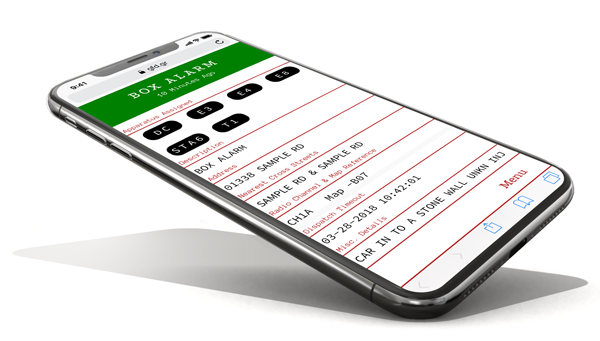 9:41
gfd.gr
BOX ALARM
10 Minutes Ago
Apparatus Assigned
DC E3 E4 E8
STA6 T1
Description
BOX ALARM
Address
01338 SAMPLE RD
Nearest Cross Streets
SAMPLE RD & SAMPLE RD
Radio Channel & Map Reference
CH1A Map -B07
Dispatch Timeout
03-28-2018 10:42:01
Misc. Details
CAR IN TO A STONE WALL UNKN INJ
Menu